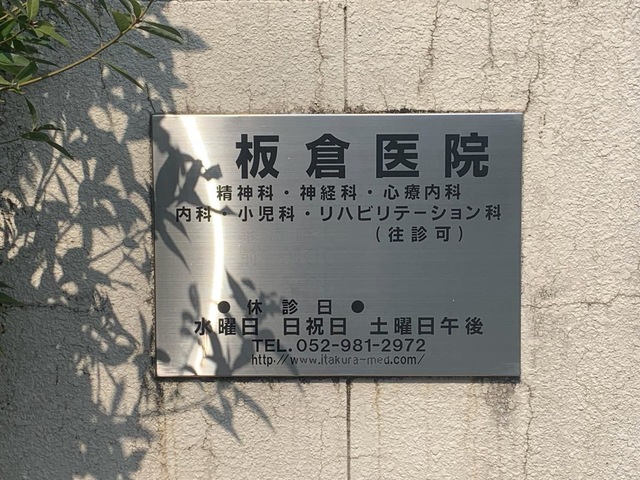 板倉医院
精神科・神経科・心療内科
内科・小児科・リハビリテーション科
(往診可)
●休診日●
水曜日 日祝日 土曜日午後
TEL.052-981-2972
http://www.itakura-med.com/